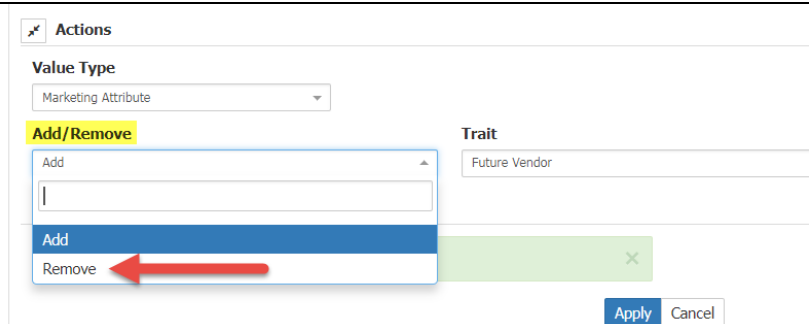 Actions
Value Type
Marketing Attribute
Add/Remove
Trait
Add
Future Vendor
Add
Remove
Apply Cancel